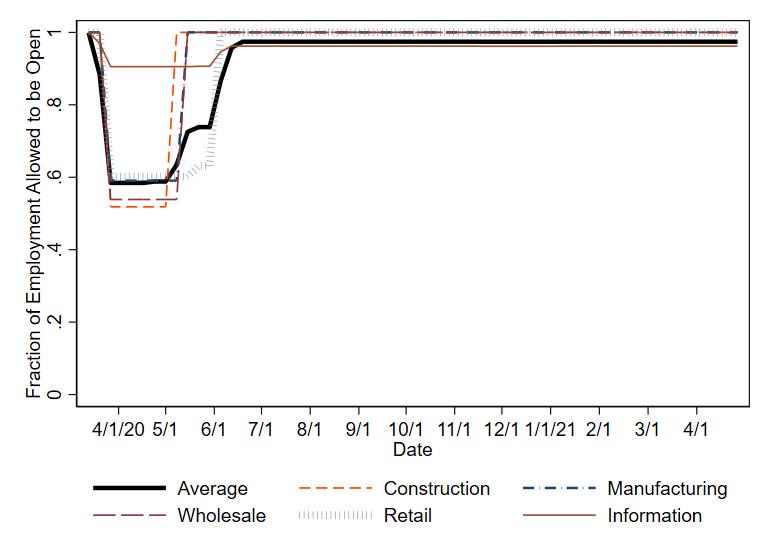 Fraction of Employment Allowed to be Open
1
.8
.6
.4
.2
0
4/1/20 5/1 6/1 7/1 8/1 9/1 10/1 11/1 12/1 1/1/21 2/1 3/1 4/1
Date
Average Construction Manufacturing
Wholesale Retail Information